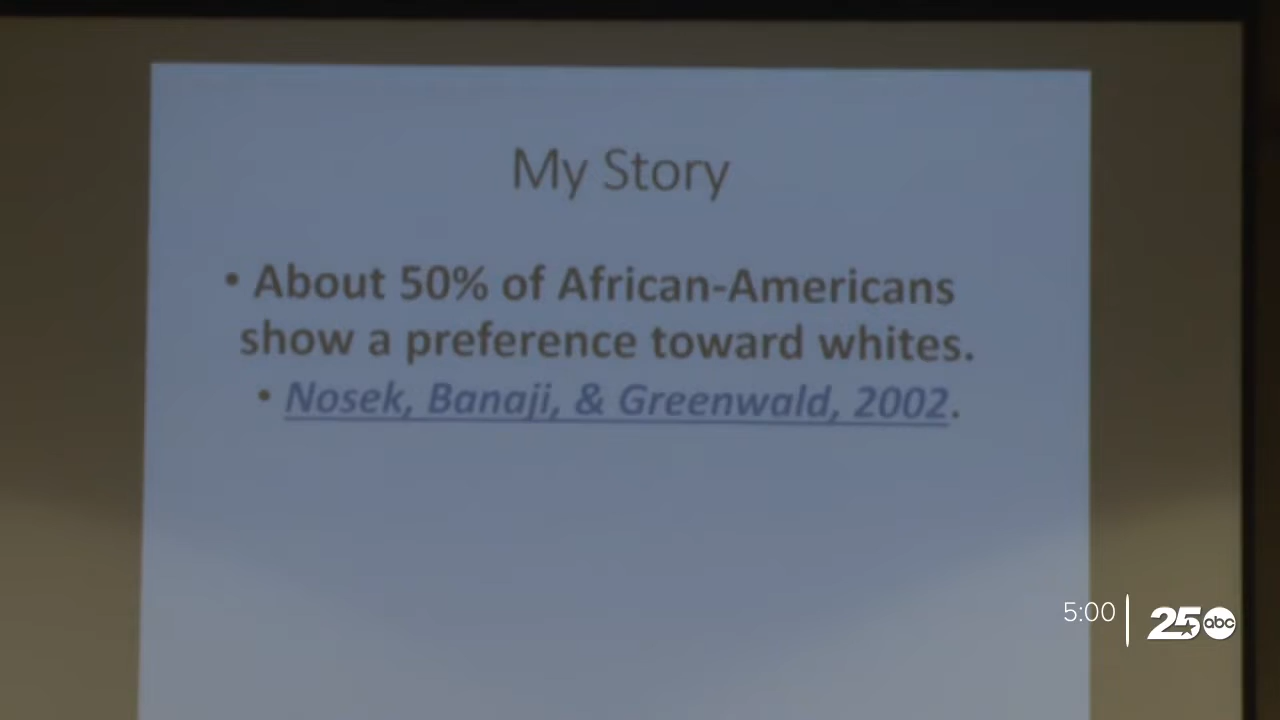 My Story
• About 50% of African-Americans
show a preference toward whites.
• Nosek, Banaji, & Greenwald, 2002.
5:00
25 abc